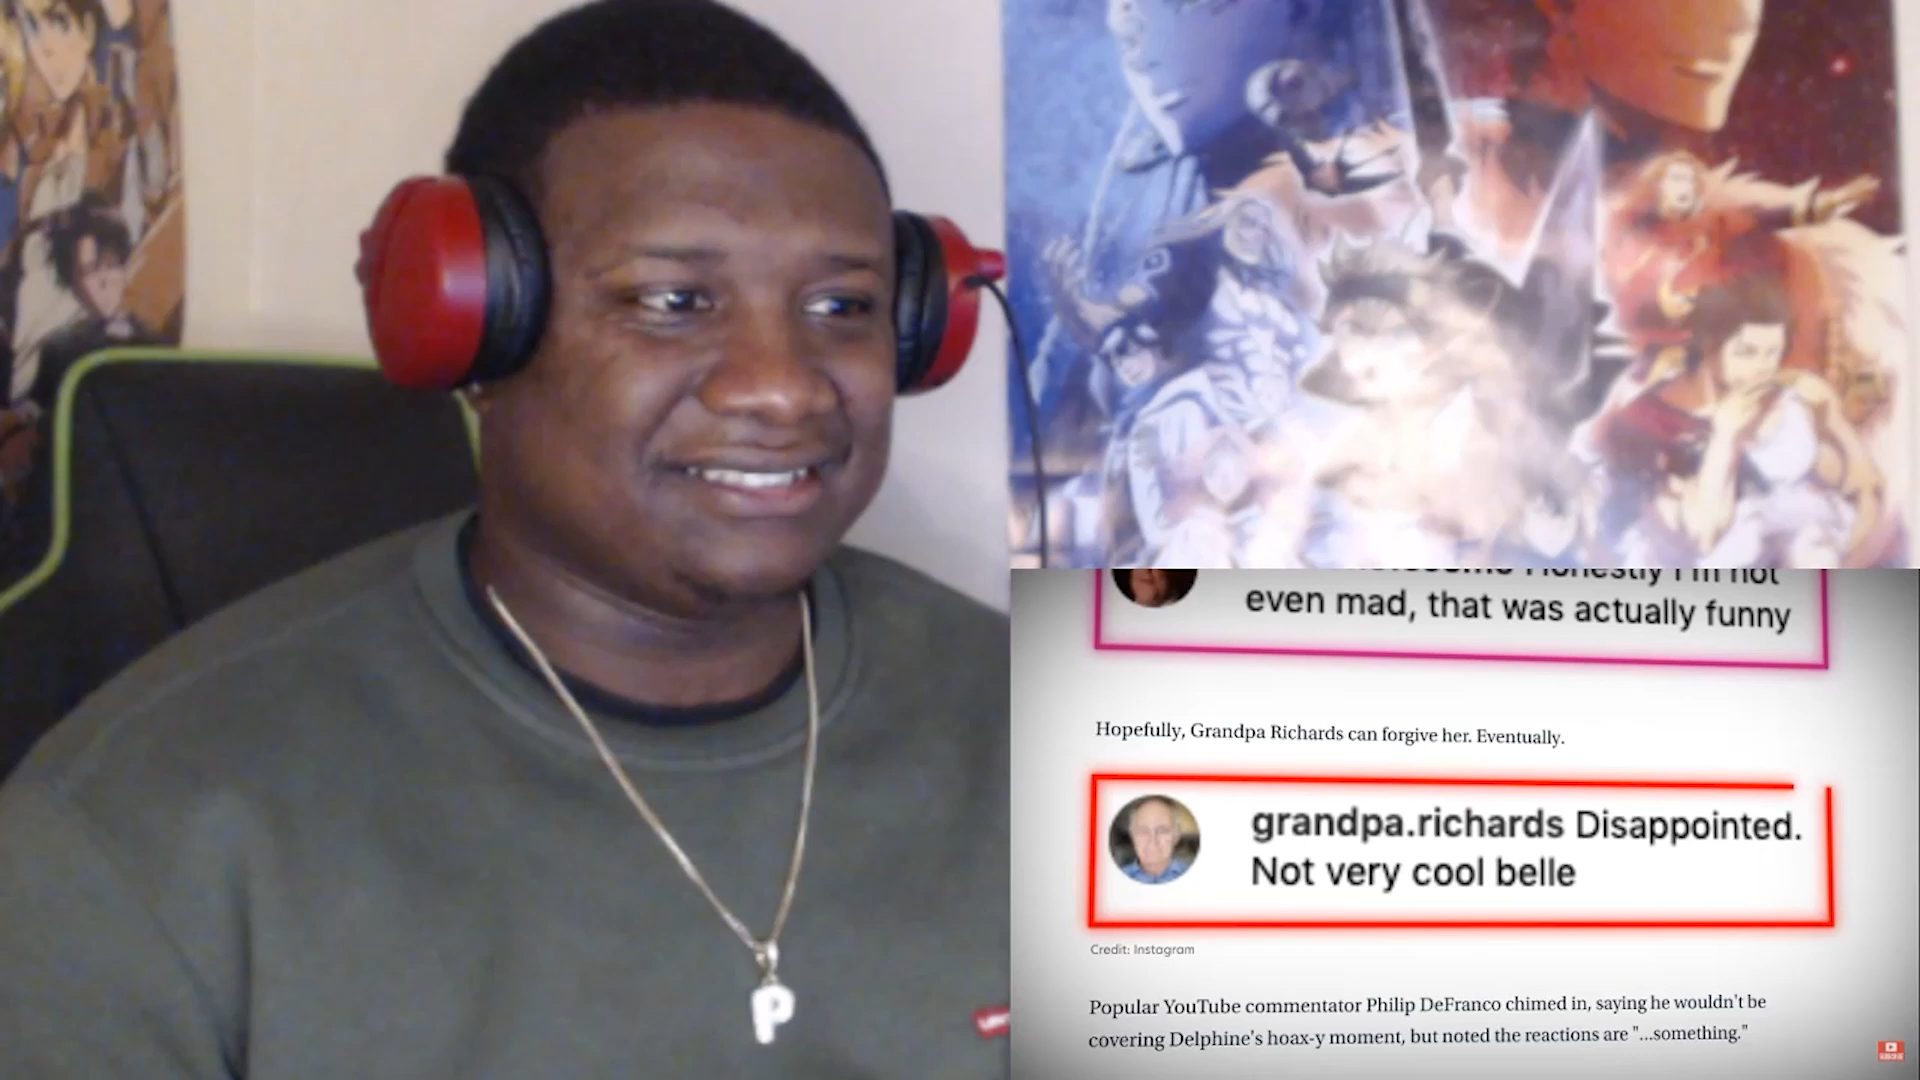 Honestly I'm not
even mad, that was actually funny
Hopefully, Grandpa Richards can forgive her. Eventually.
grandpa.richards Disappointed.
Not very cool belle
Credit: Instagram
Popular YouTube commentator Philip DeFranco chimed in, saying he wouldn't be
covering Delphine's hoax-y moment, but noted the reactions are "...something."
P